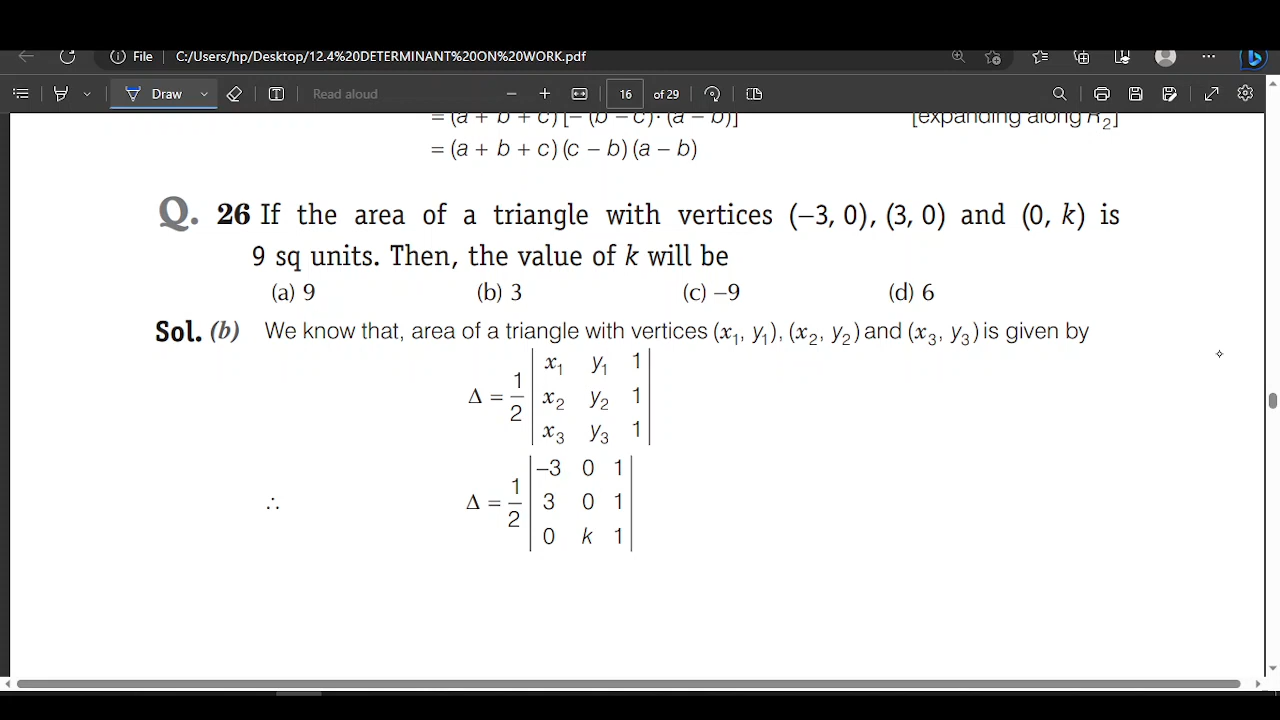 File | C:/Users/hp/Desktop/12.4%20DETERMINANT%20ON%20WORK.pdf
Draw Read aloud 16 of 29
= (a + b + c) [– (b – c)· (a – b)] [expanding along R₂]
= (a + b + c) (c – b) (a – b)
Q. 26 If the area of a triangle with vertices (–3, 0), (3, 0) and (0, k) is
9 sq units. Then, the value of k will be
(a) 9 (b) 3 (c) –9 (d) 6
Sol. (b) We know that, area of a triangle with vertices (x₁, y₁), (x₂, y₂) and (x₃, y₃) is given by
x₁ y₁ 1
Δ = 1/2 x₂ y₂ 1
x₃ y₃ 1
–3 0 1
∴ Δ = 1/2 3 0 1
0 k 1